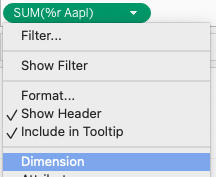 SUM(%r Aapl)
Filter...
Show Filter
Format...
✓ Show Header
✓ Include in Tooltip
Dimension